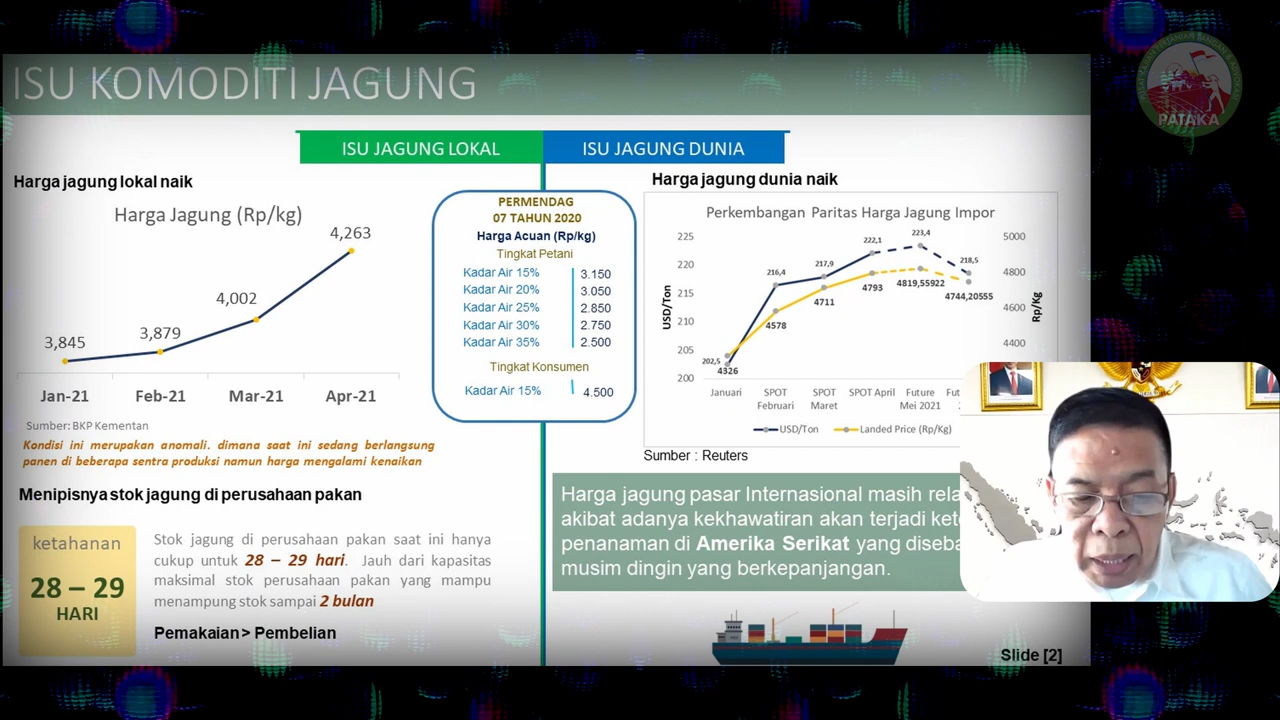 ISU KOMODITI JAGUNG
PATAKA
ISU JAGUNG LOKAL
ISU JAGUNG DUNIA
Harga jagung lokal naik
Harga Jagung (Rp/kg)
3,845
3,879
4,002
4,263
Jan-21 Feb-21 Mar-21 Apr-21
Sumber: BKP Kementan
Kondisi ini merupakan anomali. dimana saat ini sedang berlangsung
panen di beberapa sentra produksi namun harga mengalami kenaikan
Menipisnya stok jagung di perusahaan pakan
ketahanan
28 – 29
HARI
Stok jagung di perusahaan pakan saat ini hanya
cukup untuk 28 – 29 hari. Jauh dari kapasitas
maksimal stok perusahaan pakan yang mampu
menampung stok sampai 2 bulan
Pemakaian > Pembelian
PERMENDAG
07 TAHUN 2020
Harga Acuan (Rp/kg)
Tingkat Petani
Kadar Air 15% 3.150
Kadar Air 20% 3.050
Kadar Air 25% 2.850
Kadar Air 30% 2.750
Kadar Air 35% 2.500
Tingkat Konsumen
Kadar Air 15% 4.500
Harga jagung dunia naik
Perkembangan Paritas Harga Jagung Impor
USD/Ton
225
220
215
210
205
200
202,5
216,4
217,9
222,1
223,4
218,5
4326
4578
4711
4793
4819,55922
4744,20555
5000
4800
4600
4400
Rp/Kg
Januari SPOT SPOT SPOT April Future
Februari Maret Mei 2021
USD/Ton Landed Price (Rp/Kg)
Sumber : Reuters
Harga jagung pasar Internasional masih
akibat adanya kekhawatiran akan terjadi
penanaman di Amerika Serikat yang
musim dingin yang berkepanjangan.
Slide [2]